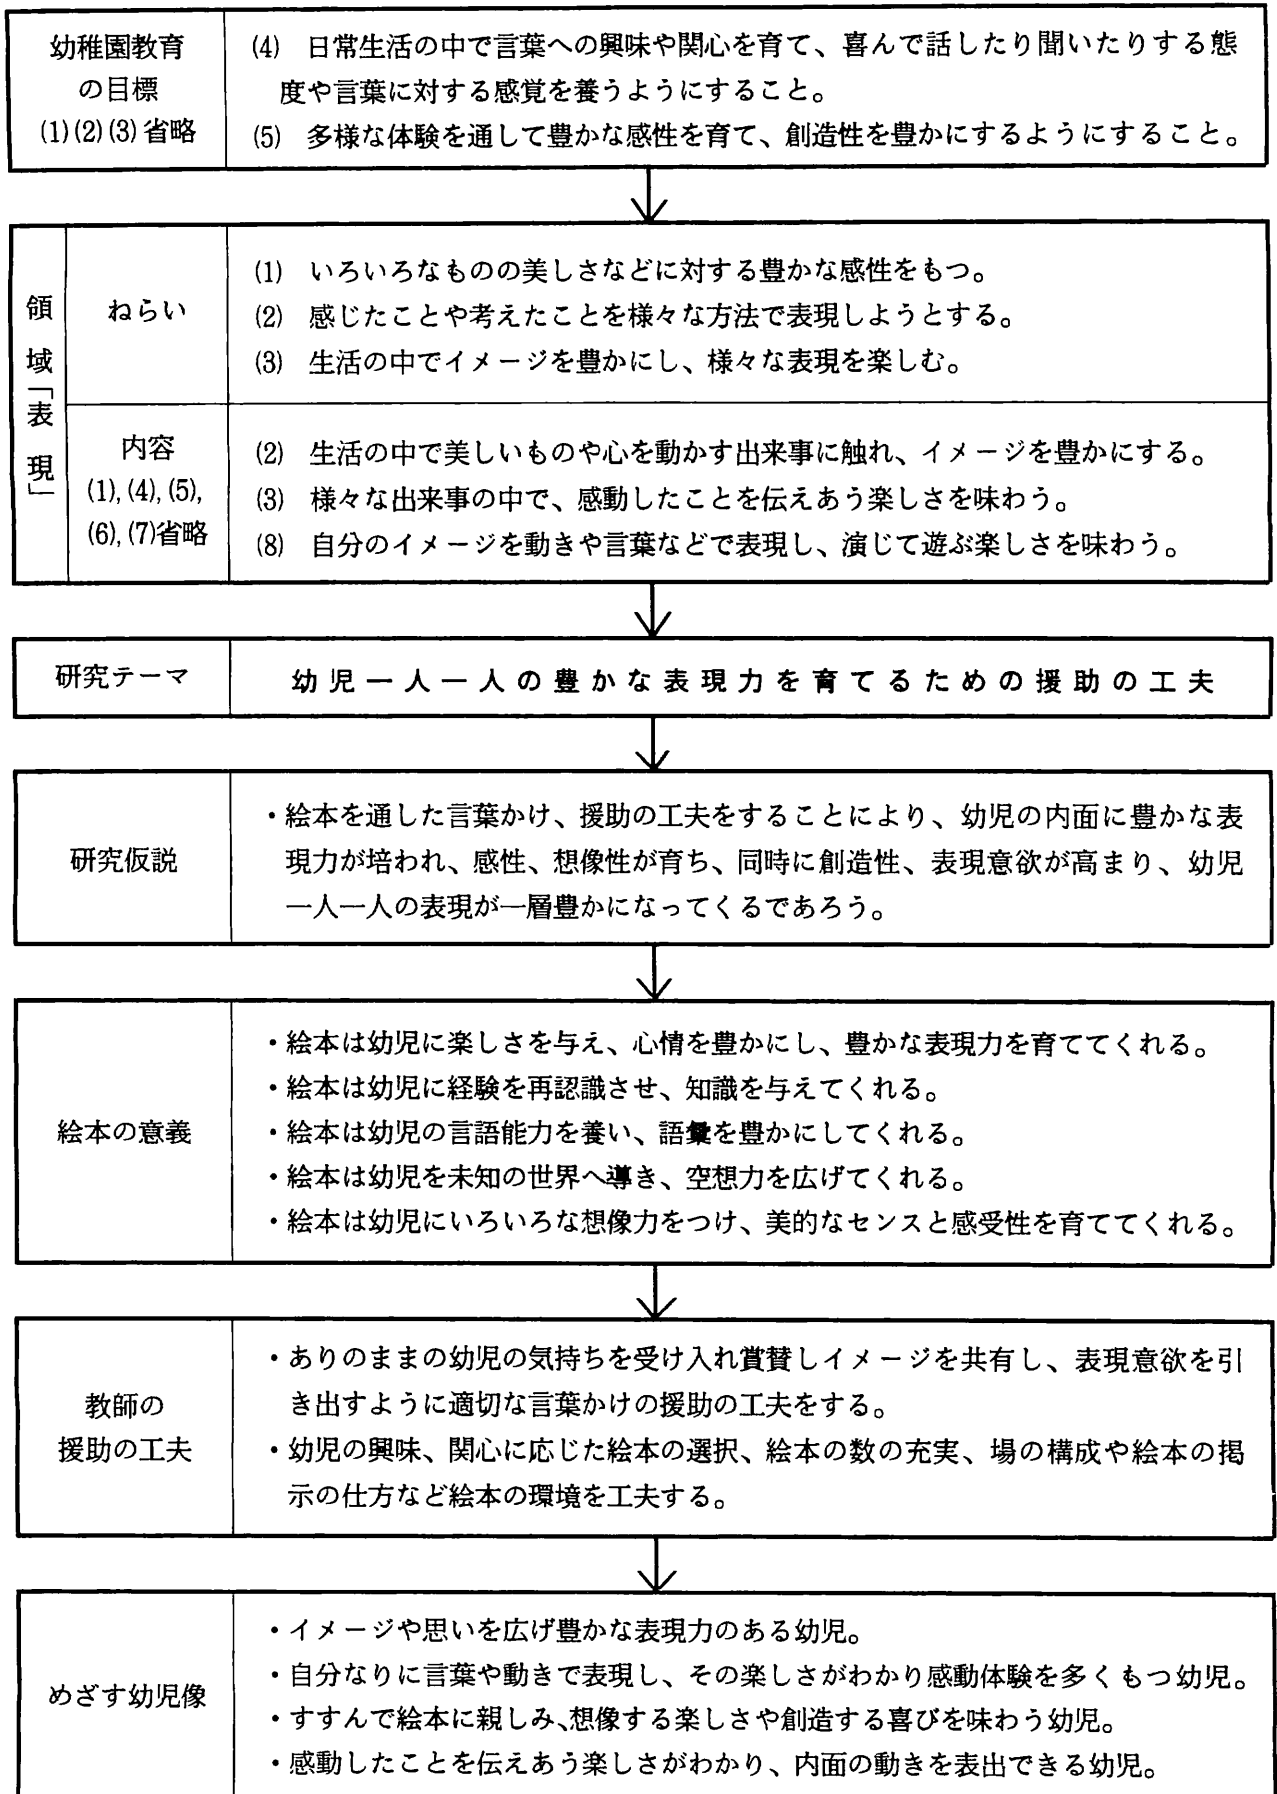 幼稚園教育
の目標
(1)(2)(3)省略
(4) 日常生活の中で言葉への興味や関心を育て、喜んで話したり聞いたりする態
度や言葉に対する感覚を養うようにすること。
(5) 多様な体験を通して豊かな感性を育て、創造性を豊かにするようにすること。
領域「表現」
ねらい
(1) いろいろなものの美しさなどに対する豊かな感性をもつ。
(2) 感じたことや考えたことを様々な方法で表現しようとする。
(3) 生活の中でイメージを豊かにし、様々な表現を楽しむ。
内容
(1),(4),(5),
(6),(7)省略
(2) 生活の中で美しいものや心を動かす出来事に触れ、イメージを豊かにする。
(3) 様々な出来事の中で、感動したことを伝えあう楽しさを味わう。
(8) 自分のイメージを動きや言葉などで表現し、演じて遊ぶ楽しさを味わう。
研究テーマ
幼児一人一人の豊かな表現力を育てるための援助の工夫
研究仮説
・絵本を通した言葉かけ、援助の工夫をすることにより、幼児の内面に豊かな表
現力が培われ、感性、想像性が育ち、同時に創造性、表現意欲が高まり、幼児
一人一人の表現が一層豊かになってくるであろう。
絵本の意義
・絵本は幼児に楽しさを与え、心情を豊かにし、豊かな表現力を育ててくれる。
・絵本は幼児に経験を再認識させ、知識を与えてくれる。
・絵本は幼児の言語能力を養い、語彙を豊かにしてくれる。
・絵本は幼児を未知の世界へ導き、空想力を広げてくれる。
・絵本は幼児にいろいろな想像力をつけ、美的なセンスと感受性を育ててくれる。
教師の
援助の工夫
・ありのままの幼児の気持ちを受け入れ賞賛しイメージを共有し、表現意欲を引
き出すように適切な言葉かけの援助の工夫をする。
・幼児の興味、関心に応じた絵本の選択、絵本の数の充実、場の構成や絵本の掲
示の仕方など絵本の環境を工夫する。
めざす幼児像
・イメージや思いを広げ豊かな表現力のある幼児。
・自分なりに言葉や動きで表現し、その楽しさがわかり感動体験を多くもつ幼児。
・すすんで絵本に親しみ、想像する楽しさや創造する喜びを味わう幼児。
・感動したことを伝えあう楽しさがわかり、内面の動きを表出できる幼児。